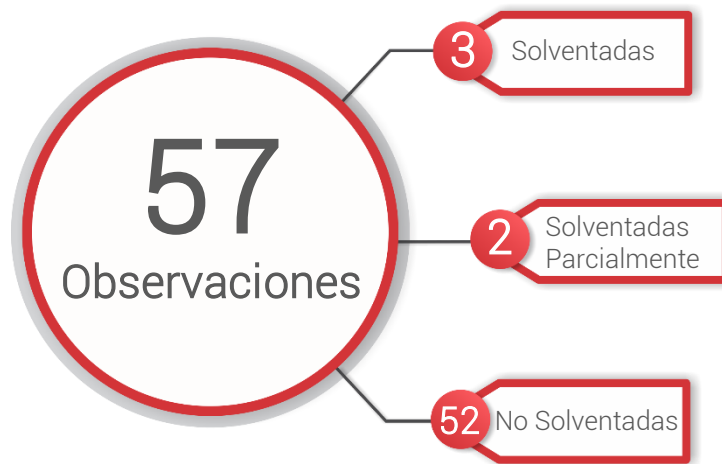 57
Observaciones
3
Solventadas
2
Solventadas
Parcialmente
52
No Solventadas